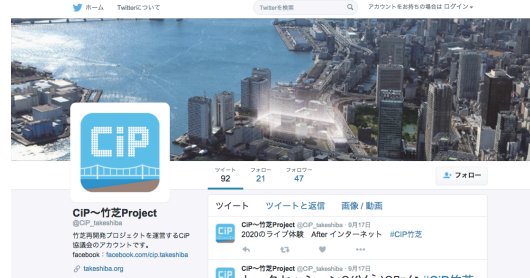 ホーム Twitterについて Twitterを検索 アカウントをお持ちの場合は ログイン
CiP
ツイート フォロー フォロワー
92 21 47
フォロー
CiP〜竹芝Project
@CiP_takeshiba
竹芝再開発プロジェクトを運営するCiP
協議会のアカウントです。
facebook：facebook.com/cip.takeshiba
takeshiba.org
ツイート ツイートと返信 画像 / 動画
CiP〜竹芝Project @CiP_takeshiba · 9月17日
2020のライブ体験 After インターネット #CiP竹芝
CiP〜竹芝Project @CiP_takeshiba · 9月17日